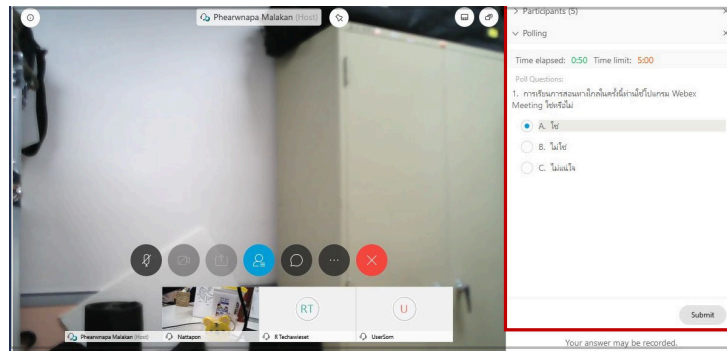 Phearwnapa Malakan (Host)
Participants (5)
Polling
Time elapsed: 0:50 Time limit: 5:00
Poll Questions:
1. การเรียนการสอนทางไกลในครั้งนี้ท่านใช้โปรแกรม Webex
Meeting ใช่หรือไม่
A. ใช่
B. ไม่ใช่
C. ไม่แน่ใจ
RT
U
Phearwnapa Malakan (Host)
Nattapon
R Techawieset
UserSom
Submit
Your answer may be recorded.